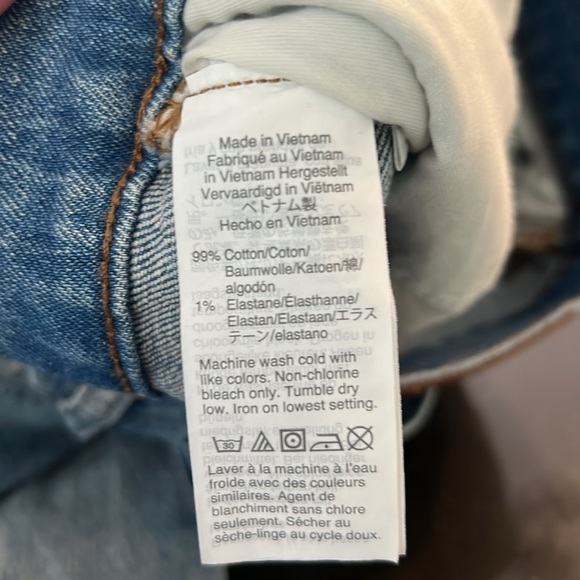 Made in Vietnam
Fabriqué au Vietnam
in Vietnam Hergestellt
Vervaardigd in Viëtnam
ベトナム製
Hecho en Vietnam
99% Cotton/Coton/
Baumwolle/Katoen/綿/
algodón
1% Elastane/Élasthanne/
Elastan/Elastaan/エラス
テーン/elastano
Machine wash cold with
like colors. Non-chlorine
bleach only. Tumble dry
low. Iron on lowest setting.
30
Laver à la machine à l'eau
froide avec des couleurs
similaires. Agent de
blanchiment sans chlore
seulement. Sécher au
sèche-linge au cycle doux.